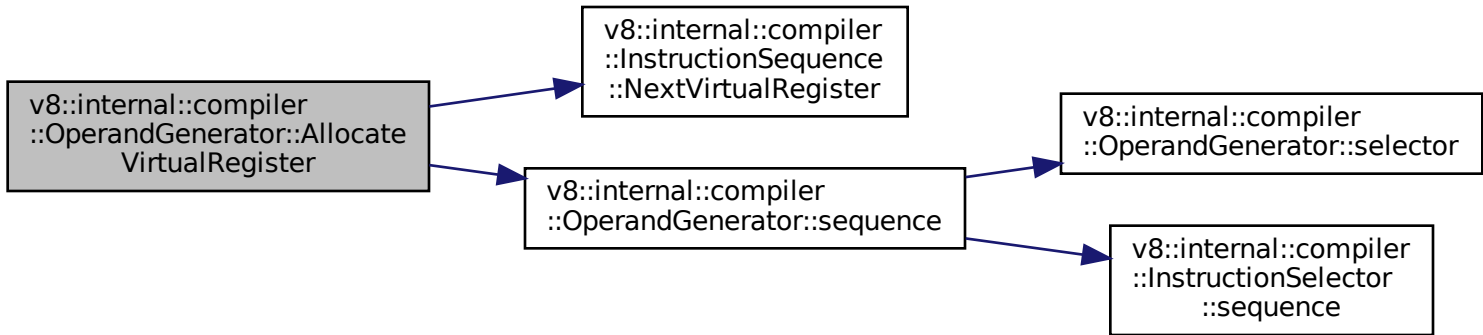 v8::internal::compiler
::OperandGenerator::Allocate
VirtualRegister
v8::internal::compiler
::InstructionSequence
::NextVirtualRegister
v8::internal::compiler
::OperandGenerator::sequence
v8::internal::compiler
::OperandGenerator::selector
v8::internal::compiler
::InstructionSelector
::sequence